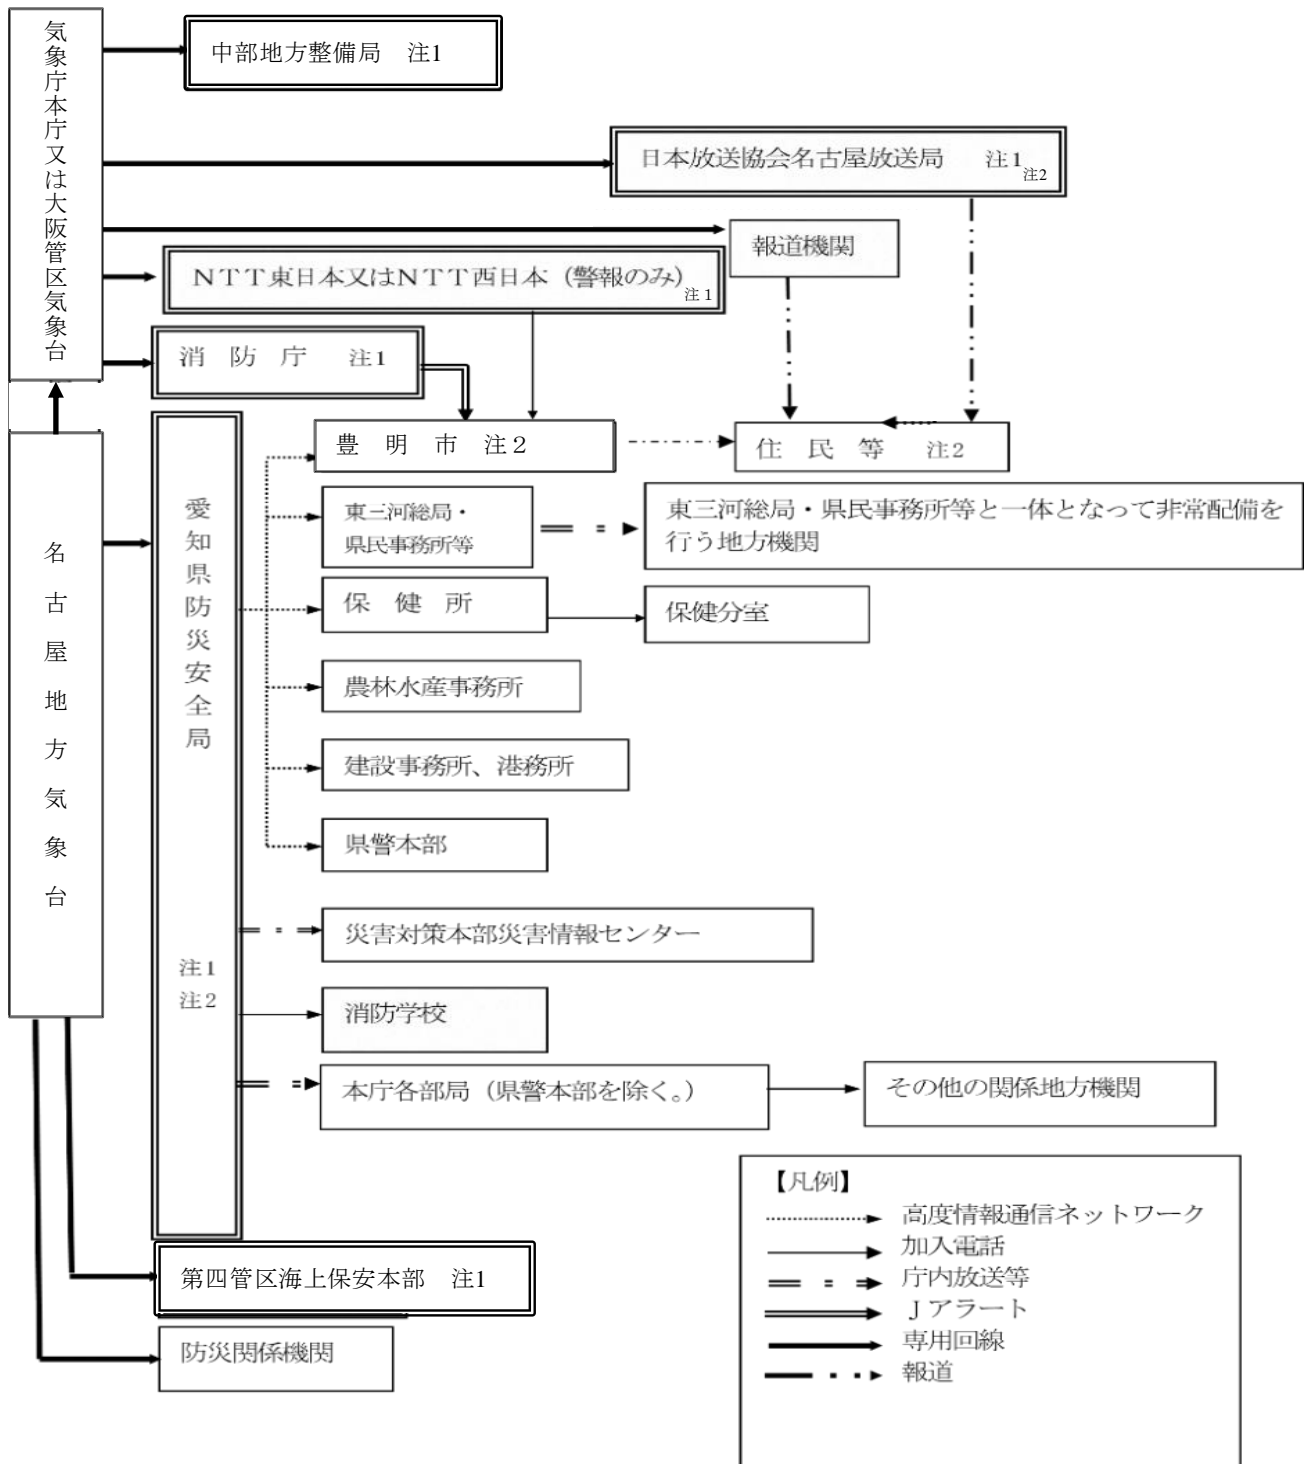 気象庁本庁又は大阪管区気象台
中部地方整備局　注1
日本放送協会名古屋放送局　注1
注2
報道機関
ＮＴＴ東日本又はＮＴＴ西日本（警報のみ）
注１
消　防　庁　注1
豊　明　市　注２
住　民　等　注2
名古屋地方気象台
愛知県防災安全局
注1
注2
東三河総局・
県民事務所等
東三河総局・県民事務所等と一体となって非常配備を
行う地方機関
保　健　所
保健分室
農林水産事務所
建設事務所、港務所
県警本部
災害対策本部災害情報センター
消防学校
本庁各部局（県警本部を除く。）
その他の関係地方機関
第四管区海上保安本部　注1
防災関係機関
【凡例】
高度情報通信ネットワーク
加入電話
庁内放送等
Ｊアラート
専用回線
報道